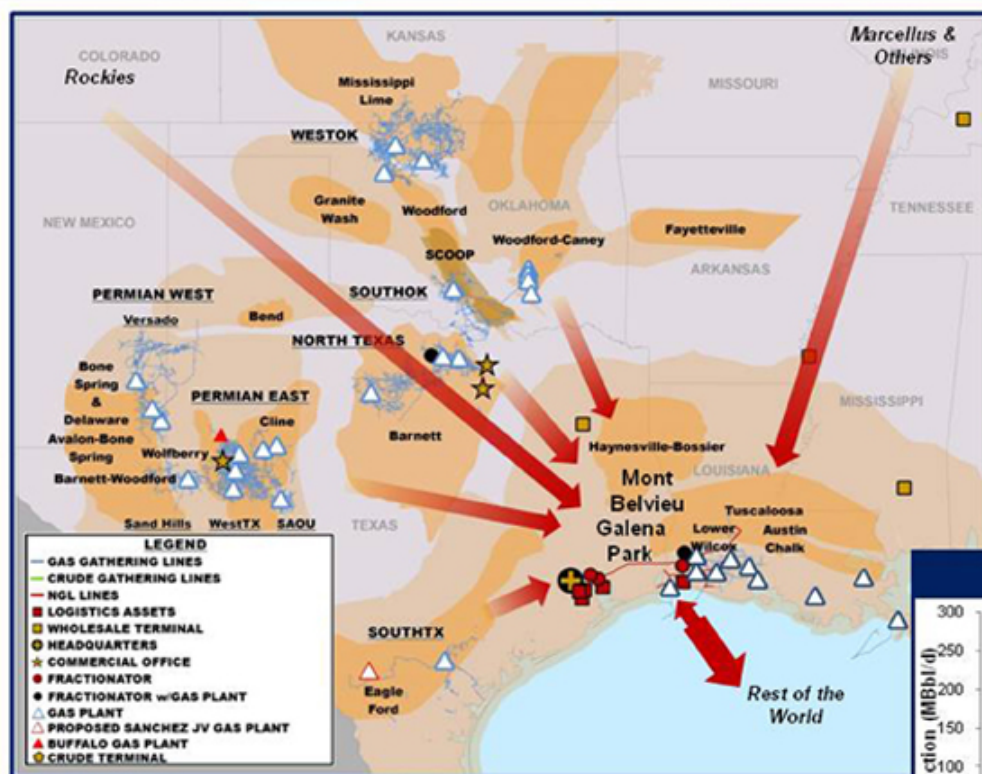 COLORADO
Rockies
KANSAS
Marcellus &
Others
ILLINOIS
MISSOURI
Mississippi
Lime
WESTOK
NEW MEXICO
Granite
Wash
Woodford
OKLAHOMA
TENNESSEE
Woodford-Caney
Fayetteville
SCOOP
ARKANSAS
PERMIAN WEST
SOUTHOK
Versado
Bend
NORTH TEXAS
Bone
Spring
&
Delaware
Avalon-Bone
Spring
PERMIAN EAST
Cline
MISSISSIPPI
Barnett
Wolfberry
Barnett-Woodford
Haynesville-Bossier
LOUISIANA
Mont
Belvieu
Galena
Park
Tuscaloosa
Lower
Wilcox
Austin
Chalk
TEXAS
Sand Hills
WestTX
SAOU
LEGEND
GAS GATHERING LINES
CRUDE GATHERING LINES
NGL LINES
LOGISTICS ASSETS
WHOLESALE TERMINAL
HEADQUARTERS
COMMERCIAL OFFICE
FRACTIONATOR
FRACTIONATOR w/GAS PLANT
GAS PLANT
PROPOSED SANCHEZ JV GAS PLANT
BUFFALO GAS PLANT
CRUDE TERMINAL
SOUTHTX
Eagle
Ford
Rest of the
World
300
250
200
150
100
ction (MBbl/d)